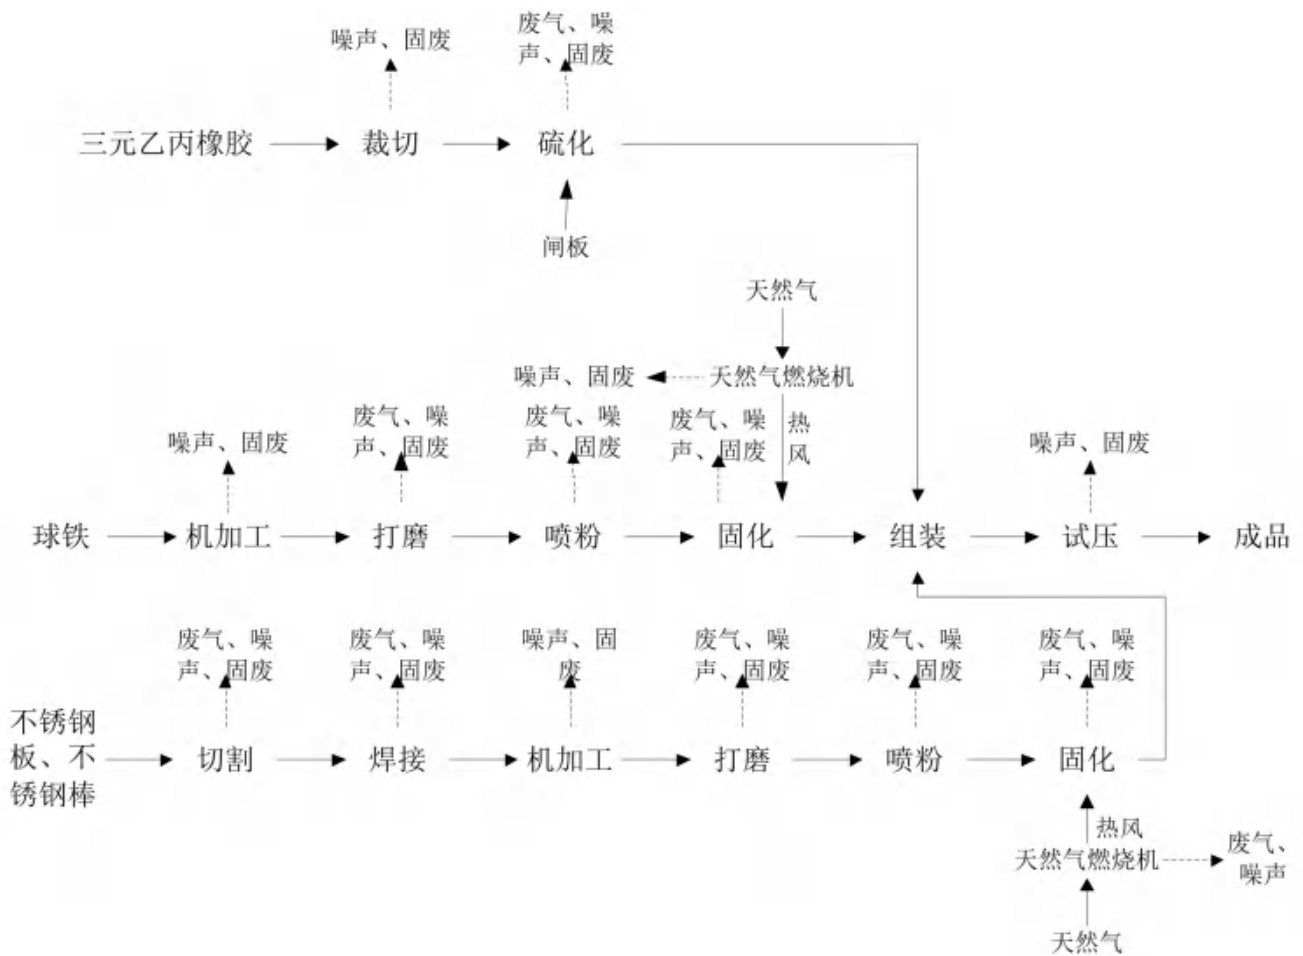 噪声、固废
废气、噪
声、固废
三元乙丙橡胶
裁切
硫化
闸板
天然气
噪声、固废
天然气燃烧机
热
风
噪声、固废
废气、噪
声、固废
废气、噪
声、固废
废气、噪
声、固废
噪声、固废
球铁
机加工
打磨
喷粉
固化
组装
试压
成品
废气、噪
声、固废
废气、噪
声、固废
噪声、固
废
废气、噪
声、固废
废气、噪
声、固废
废气、噪
声、固废
不锈钢
板、不
锈钢棒
切割
焊接
机加工
打磨
喷粉
固化
热风
天然气燃烧机
废气、
噪声
天然气